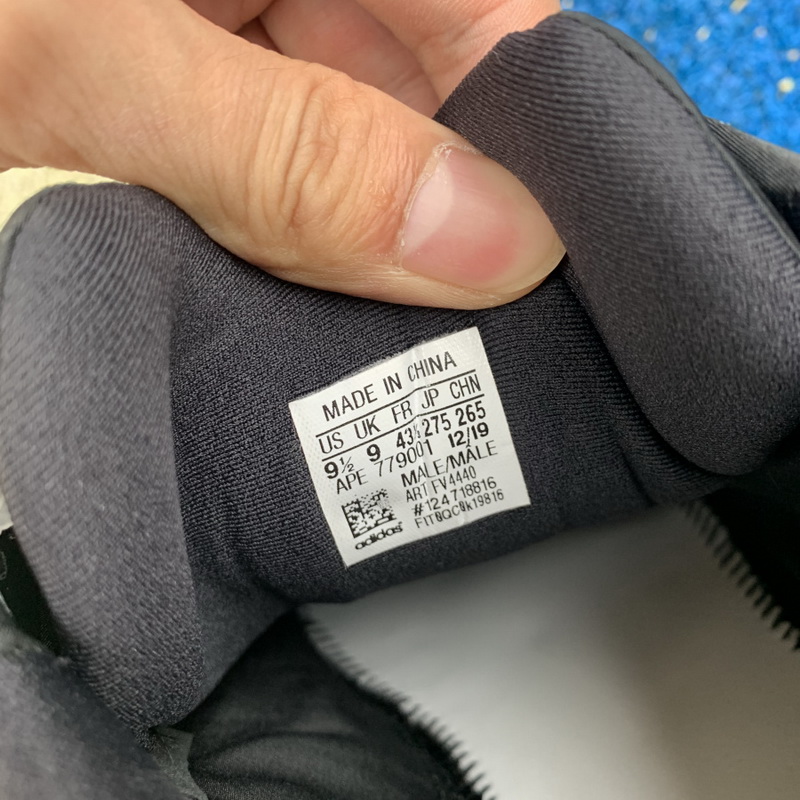 MADE IN CHINA
US UK FR JP CHN
9½ 9 43⅓ 275 265
APE 779001 12/19
MALE/MÂLE
ART FV4440
#124718816
adidas